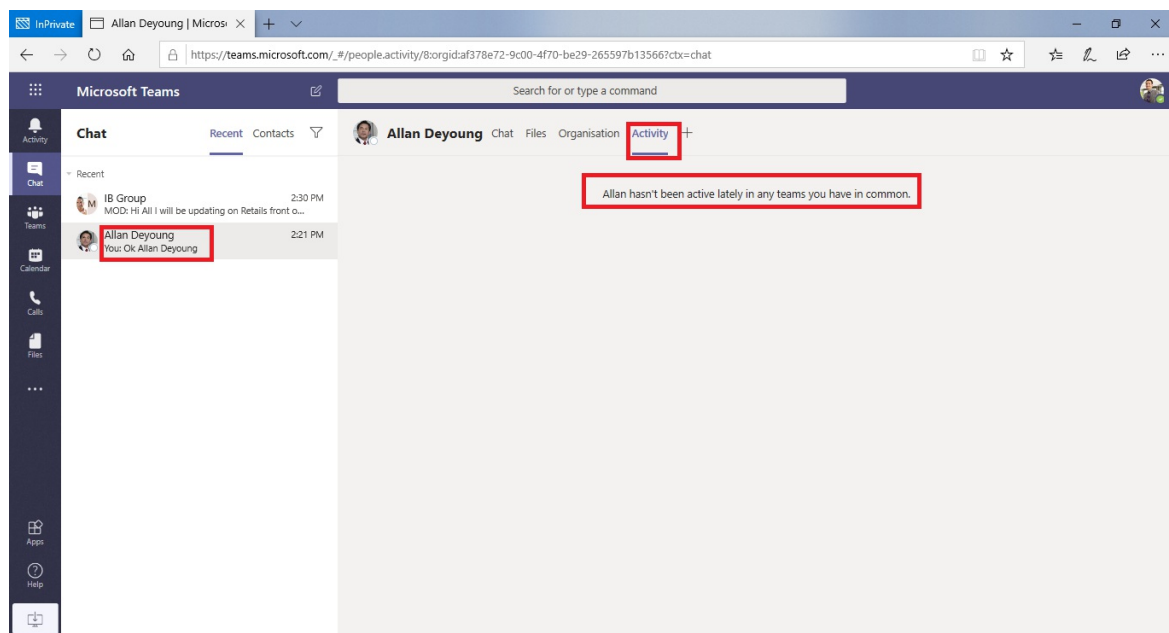 InPrivate
Allan Deyoung | Micros
https://teams.microsoft.com/_#/people.activity/8:orgid:af378e72-9c00-4f70-be29-265597b13566?ctx=chat
Microsoft Teams
Search for or type a command
Activity
Chat
Teams
Calendar
Calls
Files
Apps
Help
Chat
Recent Contacts
Recent
IB Group 2:30 PM
MOD: Hi All I will be updating on Retails front o...
Allan Deyoung 2:21 PM
You: Ok Allan Deyoung
Allan Deyoung Chat Files Organisation Activity
Allan hasn't been active lately in any teams you have in common.